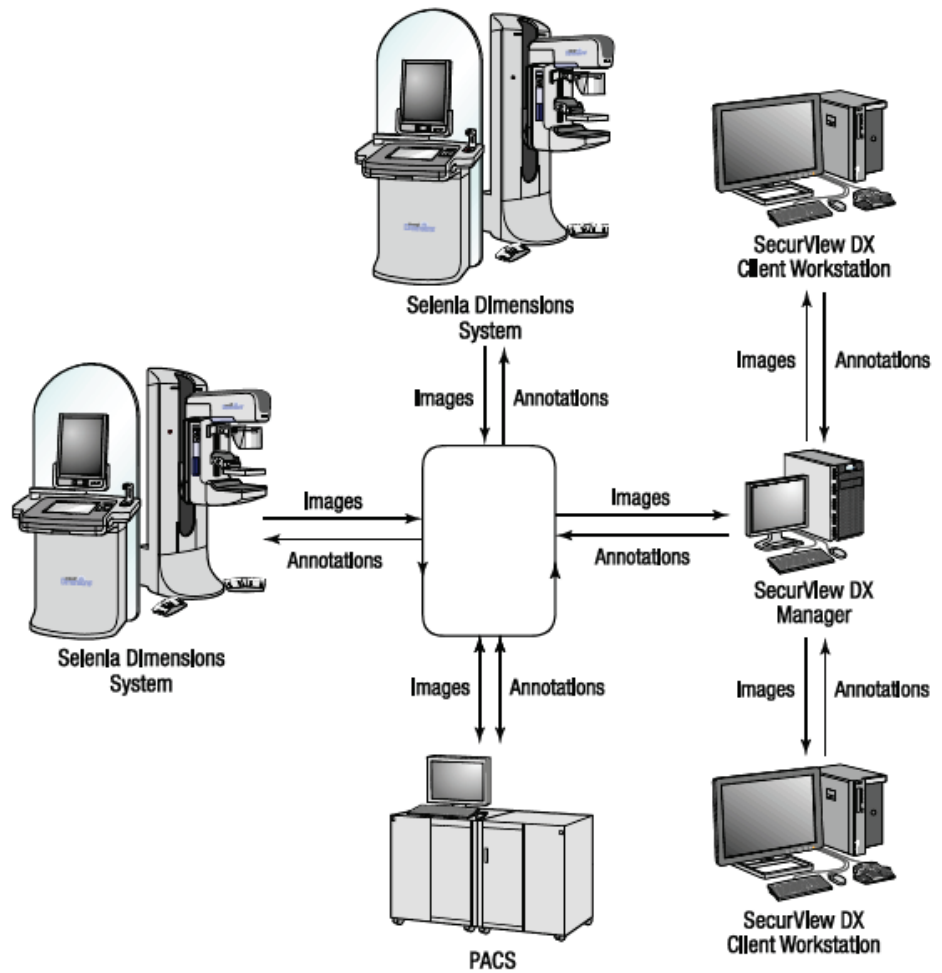 Selenia Dimensions
System
SecurView DX
Client Workstation
Images
Annotations
Images
Annotations
Selenia Dimensions
System
Images
Annotations
Images
Annotations
SecurView DX
Manager
Images
Annotations
Images
Annotations
PACS
SecurView DX
Client Workstation